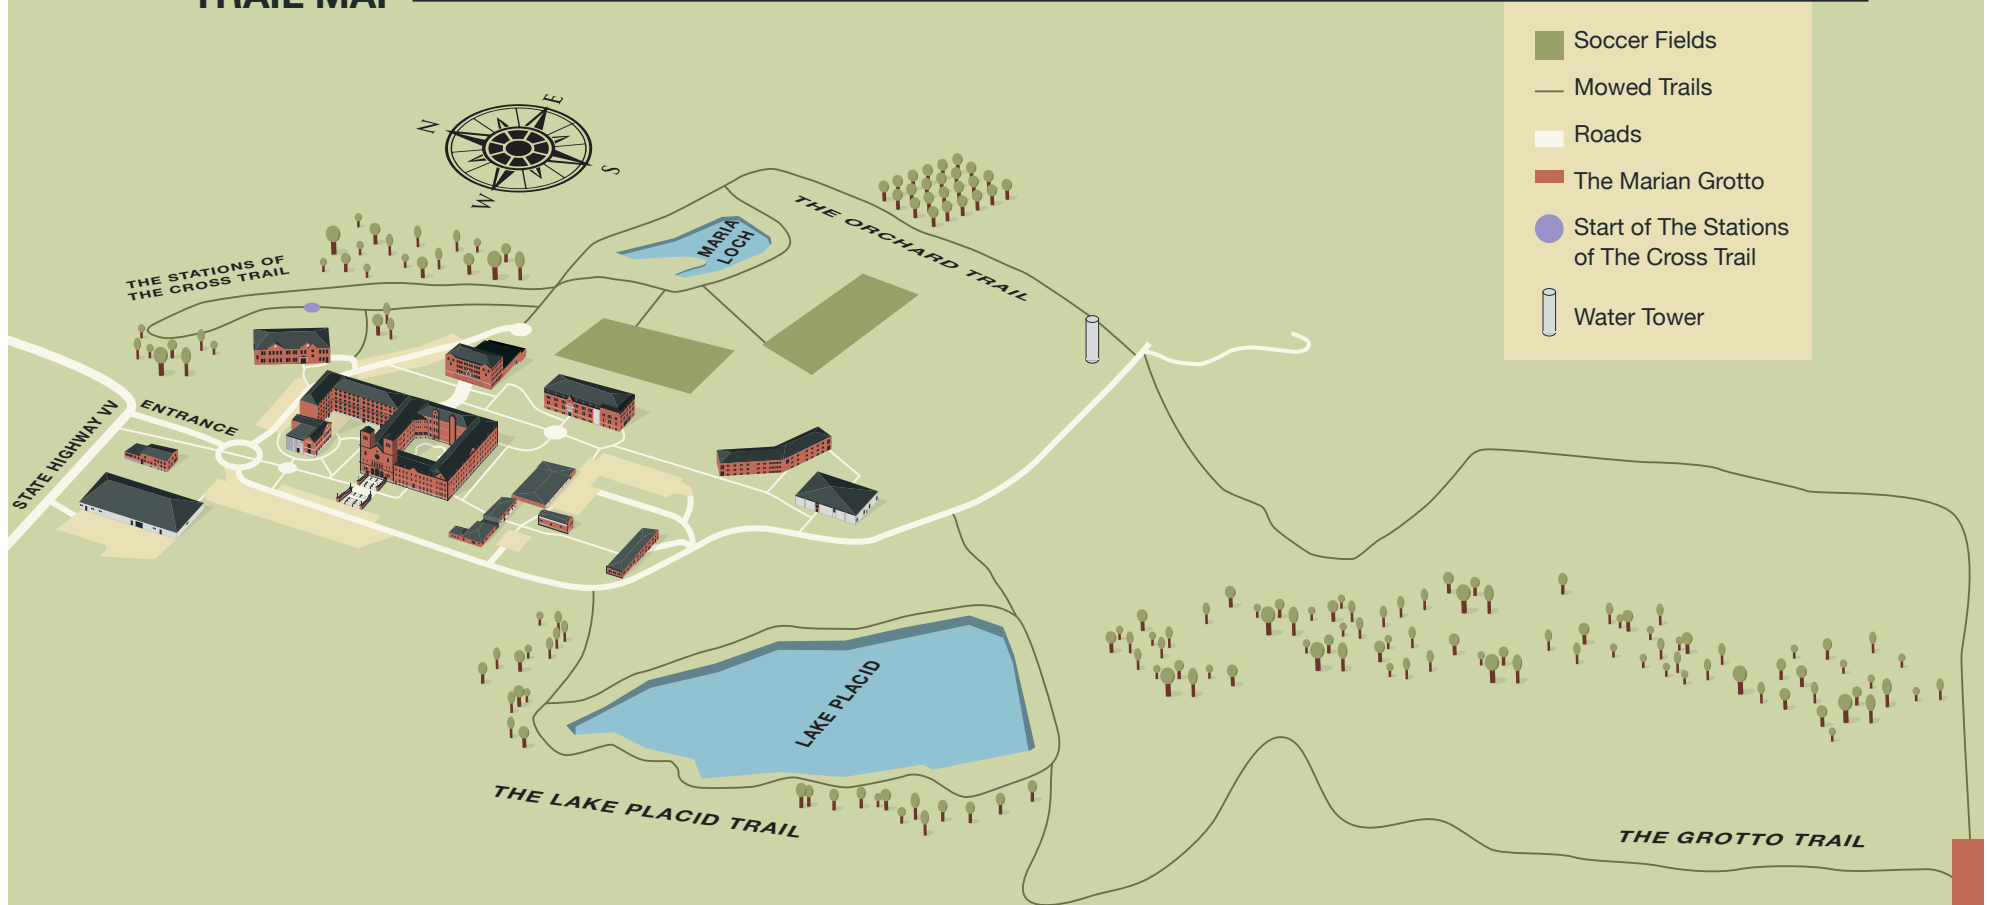 TRAIL MAP
Soccer Fields
Mowed Trails
Roads
The Marian Grotto
Start of The Stations
of The Cross Trail
Water Tower
N
E
S
W
MARIA
LOCH
THE ORCHARD TRAIL
THE STATIONS OF
THE CROSS TRAIL
ENTRANCE
STATE HIGHWAY VV
LAKE PLACID
THE LAKE PLACID TRAIL
THE GROTTO TRAIL